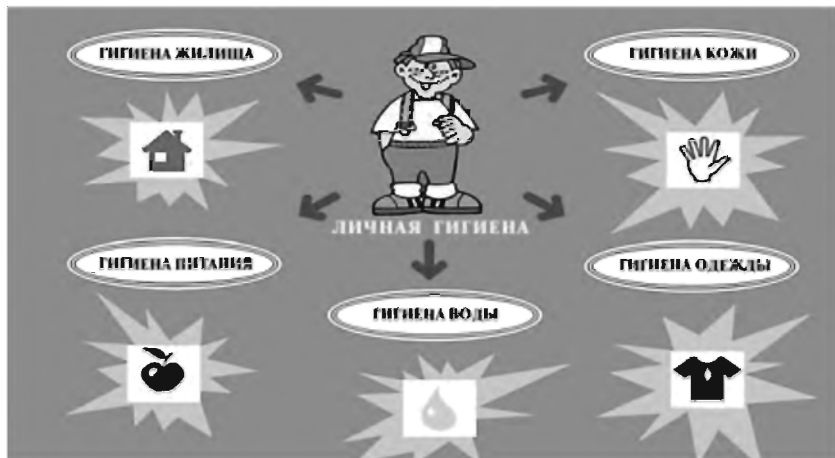 ГИГИЕНА ЖИЛИЩА
ГИГИЕНА КОЖИ
ЛИЧНАЯ ГИГИЕНА
ГИГИЕНА ПИТАНИЯ
ГИГИЕНА ОДЕЖДЫ
ГИГИЕНА ВОДЫ